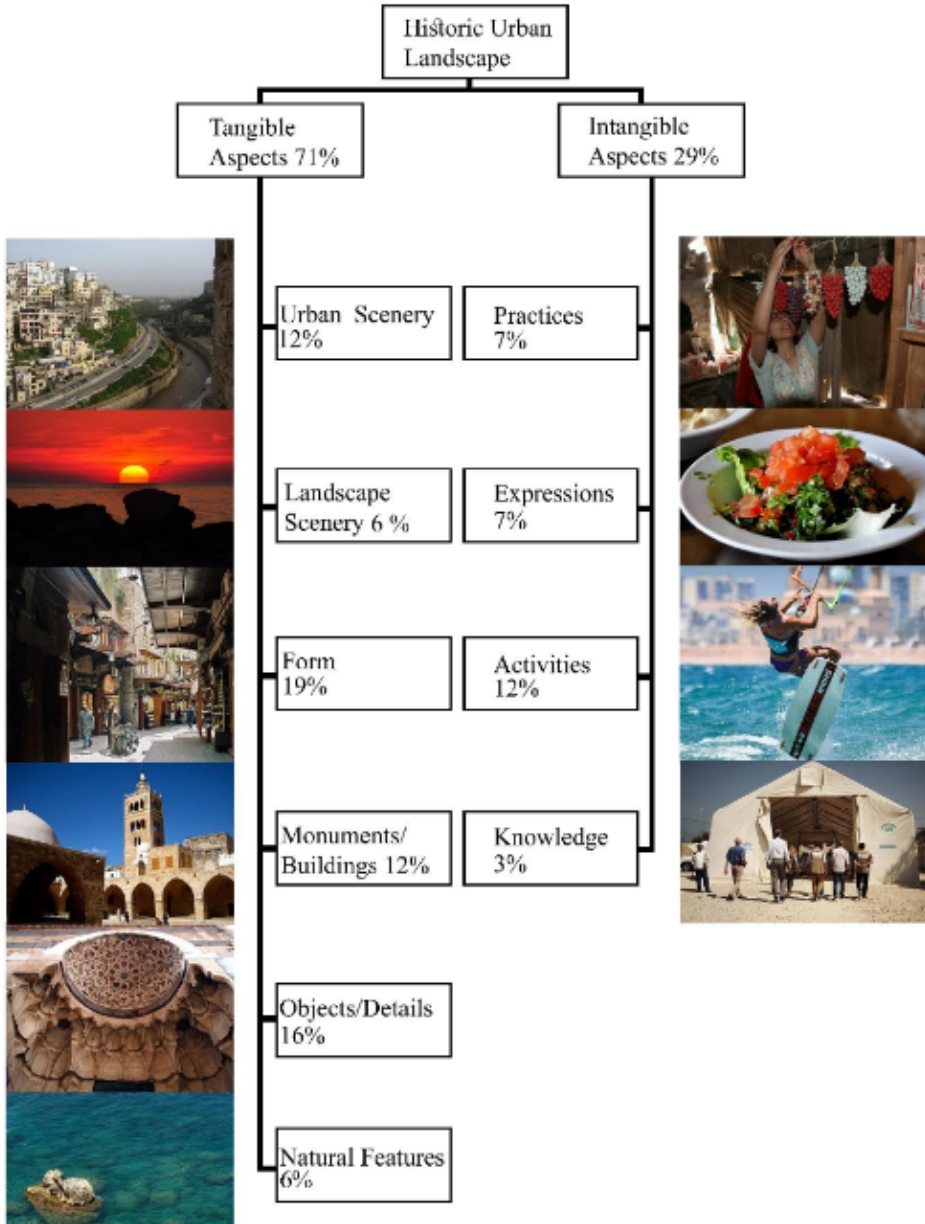 Historic Urban
Landscape
Tangible
Aspects 71%
Intangible
Aspects 29%
Urban Scenery
12%
Practices
7%
Landscape
Scenery 6 %
Expressions
7%
Form
19%
Activities
12%
Monuments/
Buildings 12%
Knowledge
3%
Objects/Details
16%
Natural Features
6%